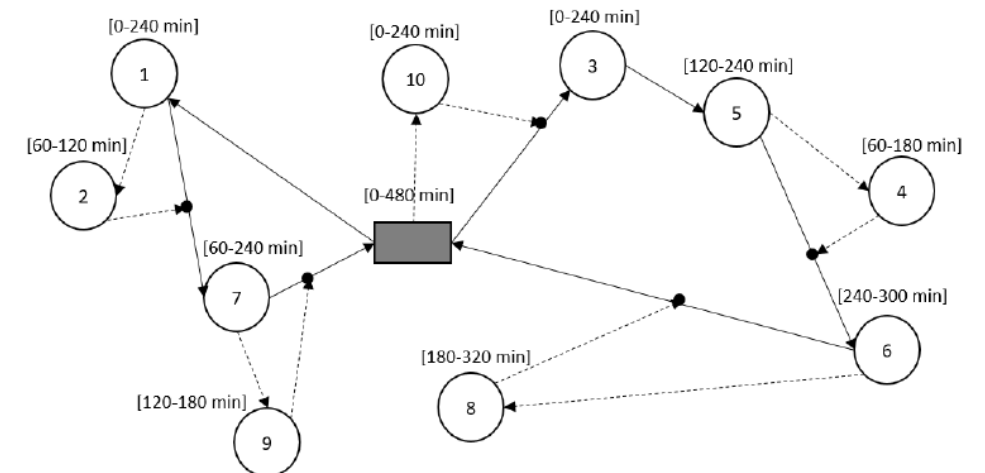 [0-240 min]
1
[60-120 min]
2
[0-240 min]
10
[0-240 min]
3
[120-240 min]
5
[60-180 min]
4
[0-480 min]
[60-240 min]
7
[240-300 min]
6
[180-320 min]
8
[120-180 min]
9